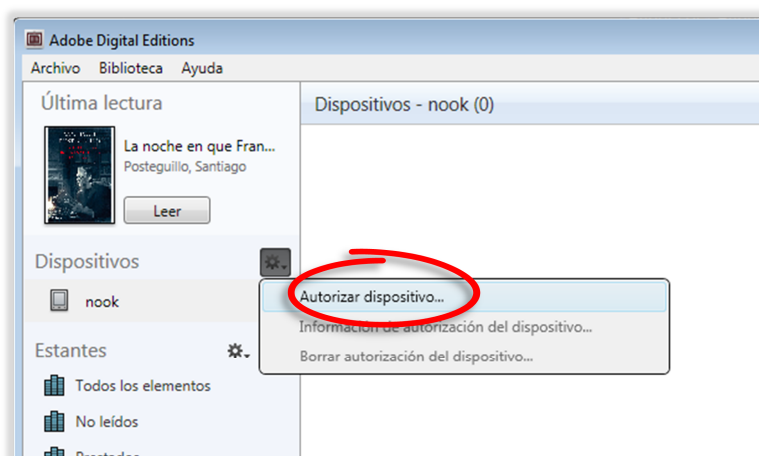 Adobe Digital Editions
Archivo Biblioteca Ayuda
Última lectura
Dispositivos - nook (0)
La noche en que Fran...
Posteguillo, Santiago
Leer
Dispositivos
nook
Autorizar dispositivo...
Información de autorización del dispositivo...
Borrar autorización del dispositivo...
Estantes
Todos los elementos
No leídos
Prestados